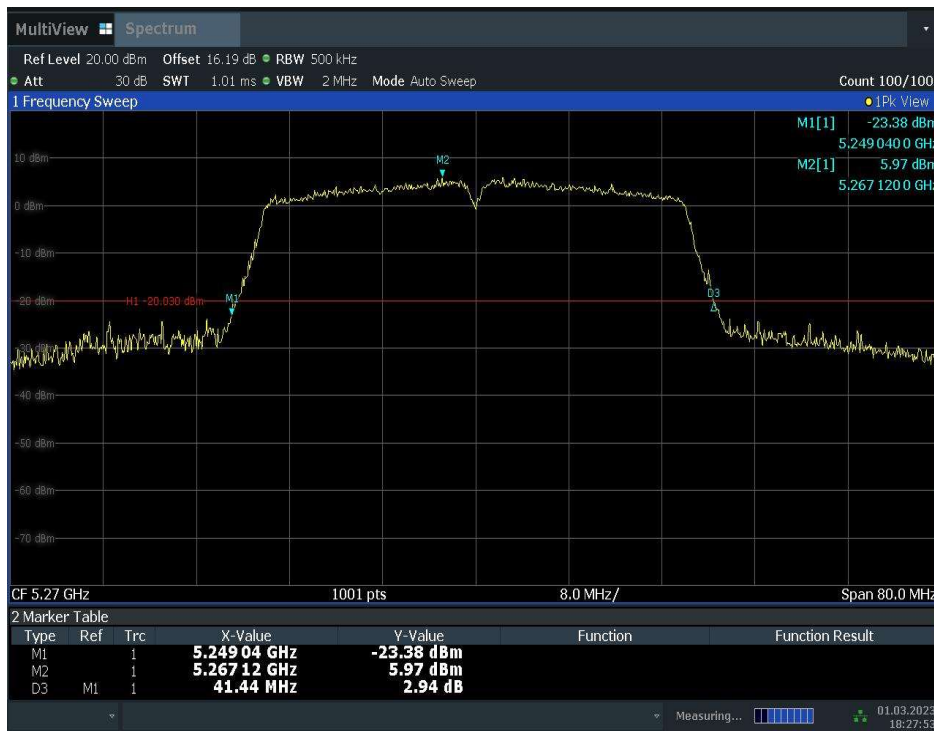 MultiView Spectrum
Ref Level 20.00 dBm Offset 16.19 dB RBW 500 kHz
Att 30 dB SWT 1.01 ms VBW 2 MHz Mode Auto Sweep Count 100/100
1 Frequency Sweep 1Pk View
M1[1] -23.38 dBm
5.249 040 0 GHz
M2[1] 5.97 dBm
5.267 120 0 GHz
M2
10 dBm
0 dBm
-10 dBm
-20 dBm H1 -20.030 dBm M1 D3
-30 dBm
-40 dBm
-50 dBm
-60 dBm
-70 dBm
CF 5.27 GHz 1001 pts 8.0 MHz/ Span 80.0 MHz
2 Marker Table
Type Ref Trc X-Value Y-Value Function Function Result
M1 1 5.249 04 GHz -23.38 dBm
M2 1 5.267 12 GHz 5.97 dBm
D3 M1 1 41.44 MHz 2.94 dB
Measuring... 01.03.2023
18:27:53